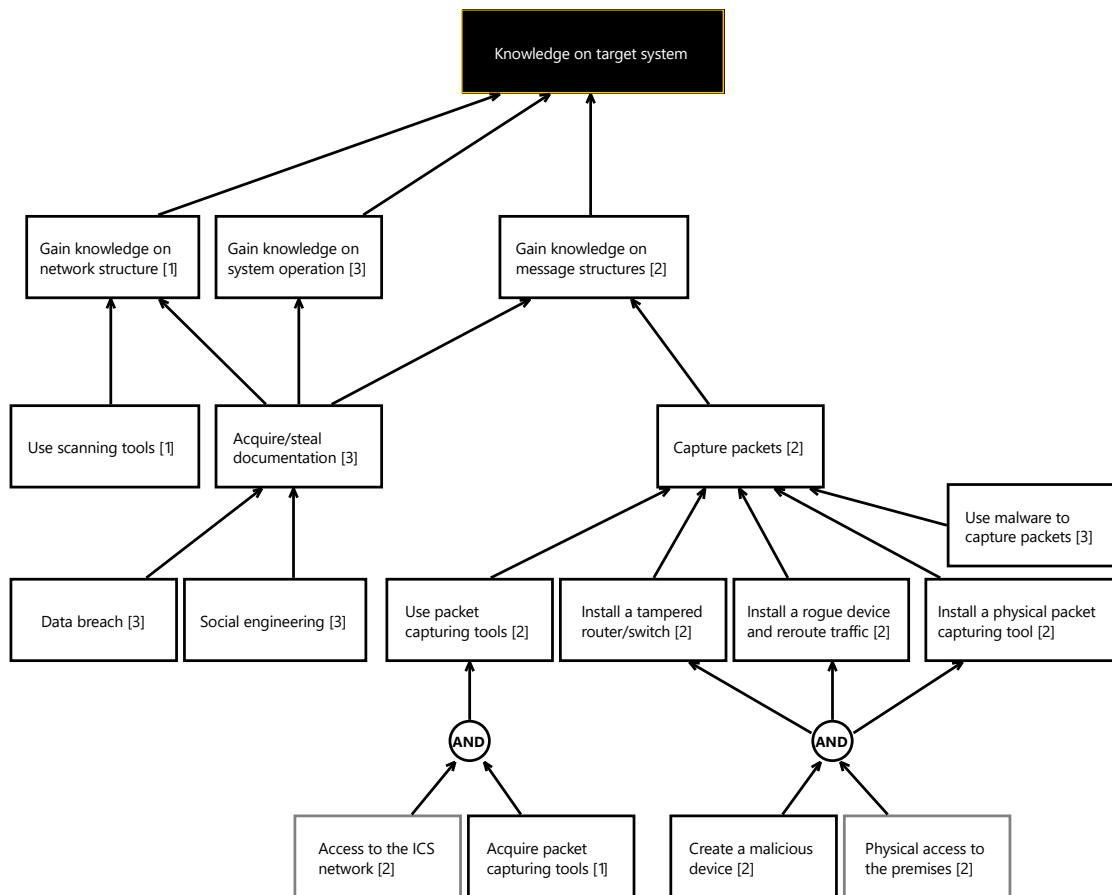 Knowledge on target system
Gain knowledge on
network structure [1]
Gain knowledge on
system operation [3]
Gain knowledge on
message structures [2]
Use scanning tools [1]
Acquire/steal
documentation [3]
Capture packets [2]
Use malware to
capture packets [3]
Data breach [3]
Social engineering [3]
Use packet
capturing tools [2]
Install a tampered
router/switch [2]
Install a rogue device
and reroute traffic [2]
Install a physical packet
capturing tool [2]
AND
AND
Access to the ICS
network [2]
Acquire packet
capturing tools [1]
Create a malicious
device [2]
Physical access to
the premises [2]